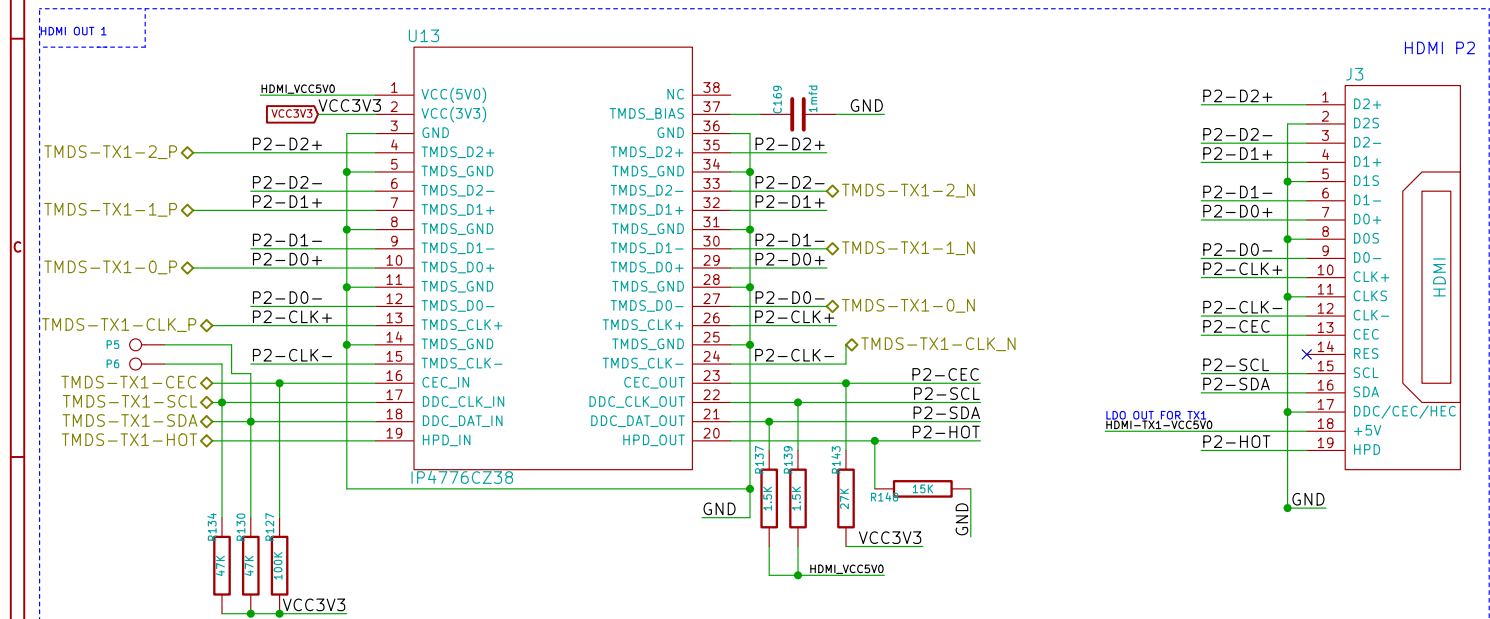 HDMI OUT 1
U13
HDMI P2
J3
C
HDMI_VCC5V0 1 VCC(5V0)
VCC3V3 VCC3V3 2 VCC(3V3)
3 GND
TMDS-TX1-2_P P2-D2+ 4 TMDS_D2+
5 TMDS_GND
P2-D2- 6 TMDS_D2-
TMDS-TX1-1_P P2-D1+ 7 TMDS_D1+
8 TMDS_GND
P2-D1- 9 TMDS_D1-
TMDS-TX1-0_P P2-D0+ 10 TMDS_D0+
11 TMDS_GND
P2-D0- 12 TMDS_D0-
TMDS-TX1-CLK_P P2-CLK+ 13 TMDS_CLK+
P5 14 TMDS_GND
P6 P2-CLK- 15 TMDS_CLK-
TMDS-TX1-CEC 16 CEC_IN
TMDS-TX1-SCL 17 DDC_CLK_IN
TMDS-TX1-SDA 18 DDC_DAT_IN
TMDS-TX1-HOT 19 HPD_IN
IP4776CZ38
NC 38
TMDS_BIAS 37 C169 1mfd GND
GND 36
TMDS_D2+ 35 P2-D2+
TMDS_GND 34
TMDS_D2- 33 P2-D2- TMDS-TX1-2_N
TMDS_D1+ 32 P2-D1+
TMDS_GND 31
TMDS_D1- 30 P2-D1- TMDS-TX1-1_N
TMDS_D0+ 29 P2-D0+
TMDS_GND 28
TMDS_D0- 27 P2-D0- TMDS-TX1-0_N
TMDS_CLK+ 26 P2-CLK+
TMDS_GND 25
TMDS_CLK- 24 P2-CLK- TMDS-TX1-CLK_N
CEC_OUT 23 P2-CEC
DDC_CLK_OUT 22 P2-SCL
DDC_DAT_OUT 21 P2-SDA
HPD_OUT 20 P2-HOT
R134 47K
R130 47K
R127 100K
VCC3V3
GND
R137 1.5K
R139 1.5K
R143 27K
R148 15K
GND
VCC3V3
HDMI_VCC5V0
P2-D2+ 1 D2+
2 D2S
P2-D2- 3 D2-
P2-D1+ 4 D1+
5 D1S
P2-D1- 6 D1-
P2-D0+ 7 D0+
8 D0S
P2-D0- 9 D0-
P2-CLK+ 10 CLK+
11 CLKS
P2-CLK- 12 CLK-
P2-CEC 13 CEC
14 RES
P2-SCL 15 SCL
P2-SDA 16 SDA
17 DDC/CEC/HEC
LDO OUT FOR TX1
HDMI-TX1-VCC5V0 18 +5V
P2-HOT 19 HPD
HDMI
GND